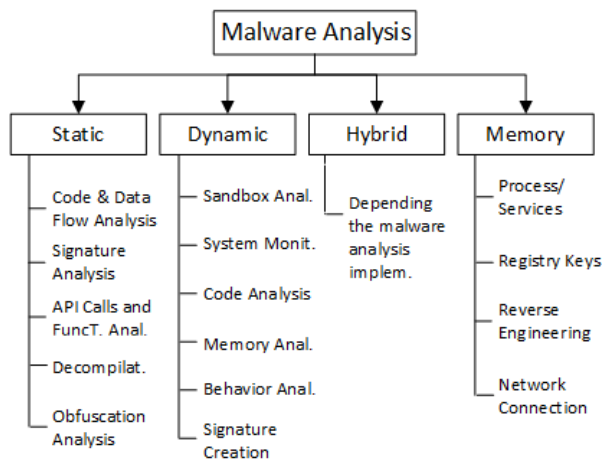 Malware Analysis
Static
Dynamic
Hybrid
Memory
Code & Data
Flow Analysis
Signature
Analysis
API Calls and
FuncT. Anal.
Decompilat.
Obfuscation
Analysis
Sandbox Anal.
System Monit.
Code Analysis
Memory Anal.
Behavior Anal.
Signature
Creation
Depending
the malware
analysis
implem.
Process/
Services
Registry Keys
Reverse
Engineering
Network
Connection